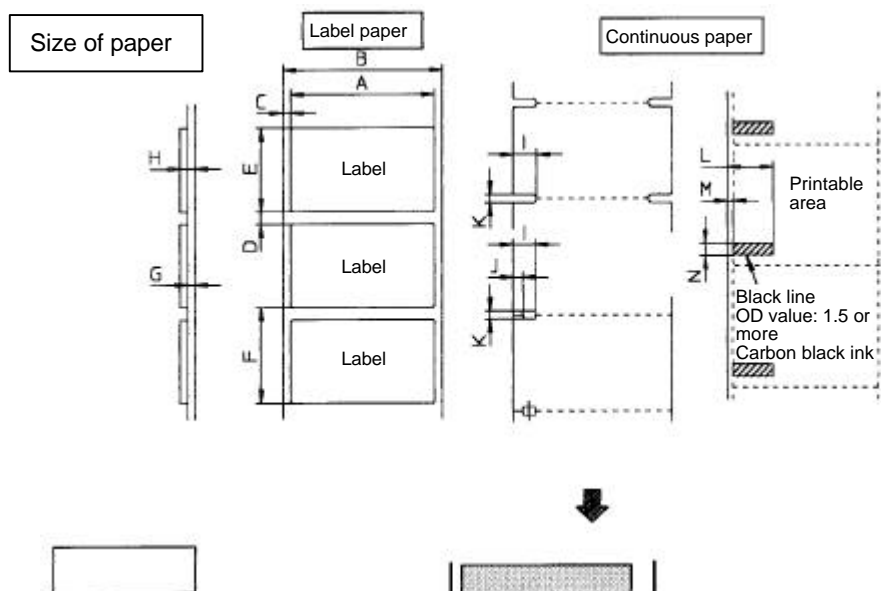 Size of paper
Label paper
Continuous paper
B
A
C
H
E
Label
D
G
Label
F
Label
I
K
I
J
K
L
M
N
Printable
area
Black line
OD value: 1.5 or
more
Carbon black ink